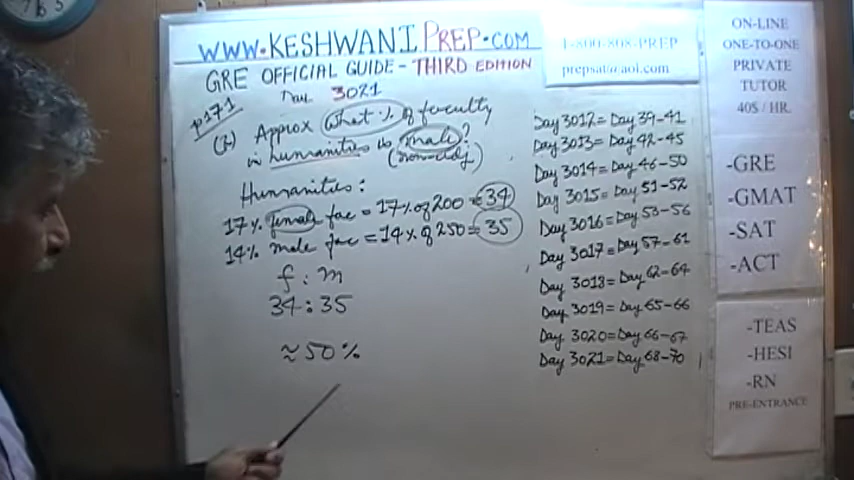 WWW.KESHWANIPREP.COM
GRE OFFICIAL GUIDE - THIRD EDITION
Day 3021
p171
Approx what % of faculty
in humanities is male?
Humanities:
17% female fac = 17% of 200 = 34
14% male fac = 14% of 250 = 35
f : m
34:35
≈50%
1-800-808-PREP
prepsat@aol.com
Day 3012 = Day 39-41
Day 3013 = Day 42-45
Day 3014 = Day 46-50
Day 3015 = Day 51-52
Day 3016 = Day 53-56
Day 3017 = Day 57-61
Day 3018 = Day 62-64
Day 3019 = Day 65-66
Day 3020 = Day 66-67
Day 3021 = Day 68-70
ON-LINE
ONE-TO-ONE
PRIVATE
TUTOR
40$ / HR.
-GRE
-GMAT
-SAT
-ACT
-TEAS
-HESI
-RN
PRE-ENTRANCE